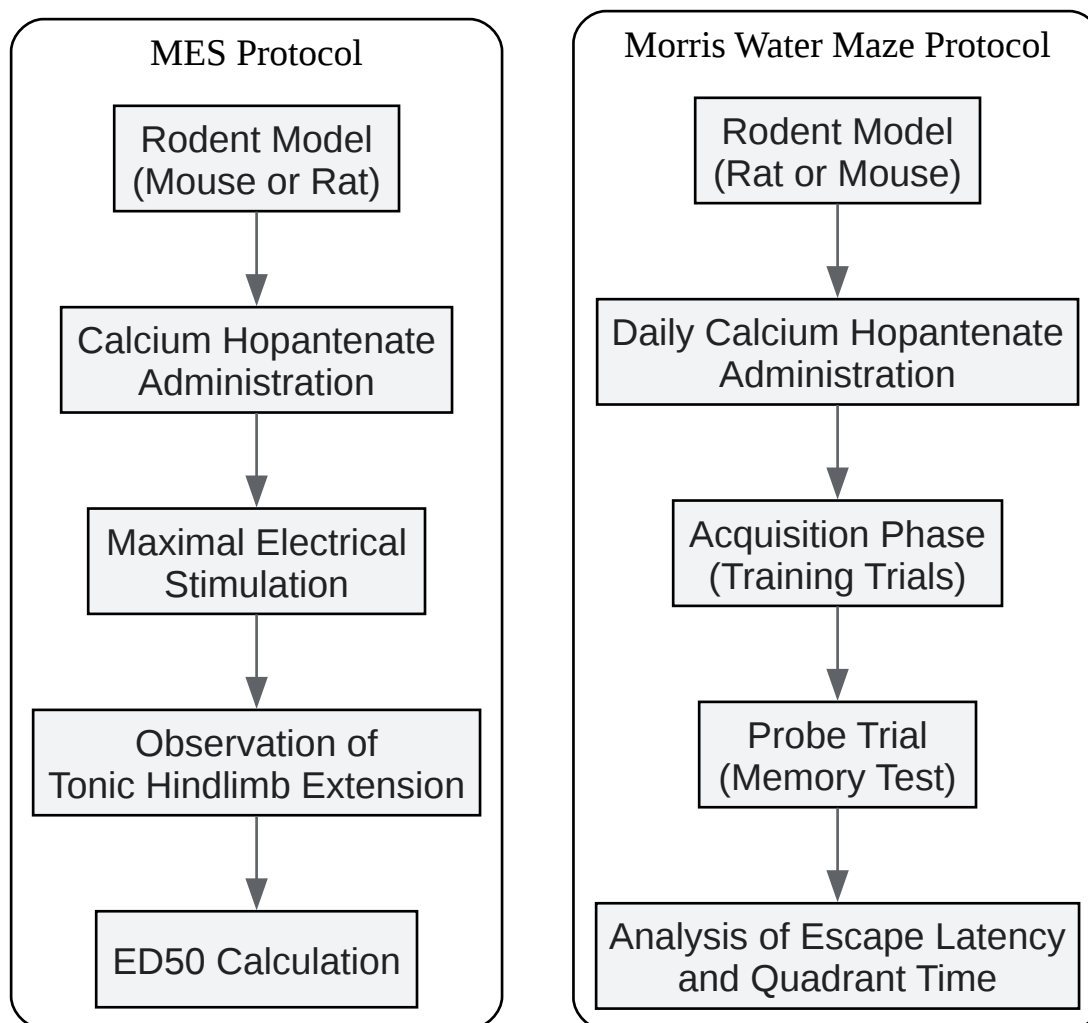 MES Protocol
Rodent Model
(Mouse or Rat)
Calcium Hopantenate
Administration
Maximal Electrical
Stimulation
Observation of
Tonic Hindlimb Extension
ED50 Calculation
Morris Water Maze Protocol
Rodent Model
(Rat or Mouse)
Daily Calcium Hopantenate
Administration
Acquisition Phase
(Training Trials)
Probe Trial
(Memory Test)
Analysis of Escape Latency
and Quadrant Time